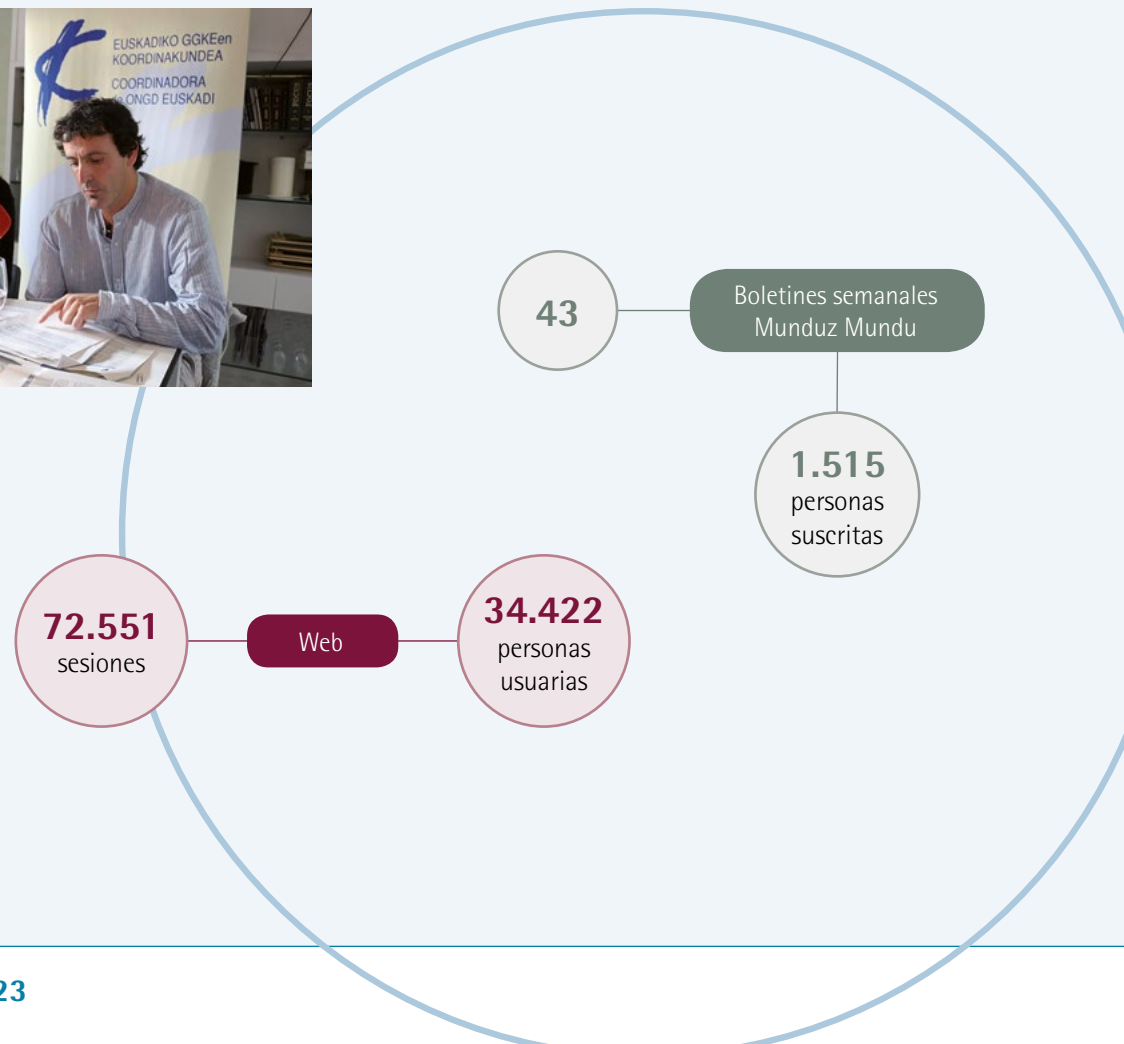 EUSKADIKO GGKEen
KOORDINAKUNDEA
COORDINADORA
de ONGD EUSKADI
43
Boletines semanales
Munduz Mundu
1.515
personas
suscritas
72.551
sesiones
Web
34.422
personas
usuarias
23